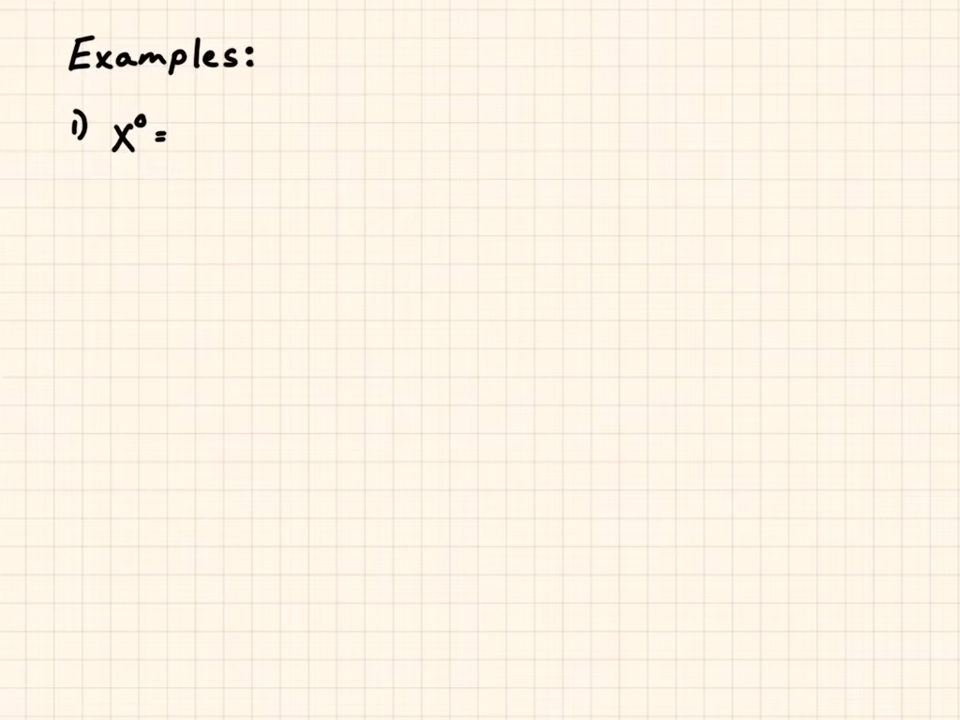 Examples:
1) x⁰ =